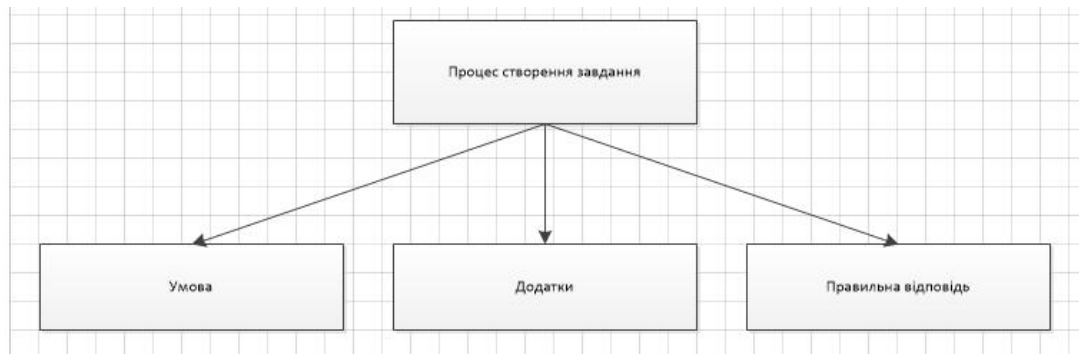 Процес створення завдання
Умова
Додатки
Правильна відповідь